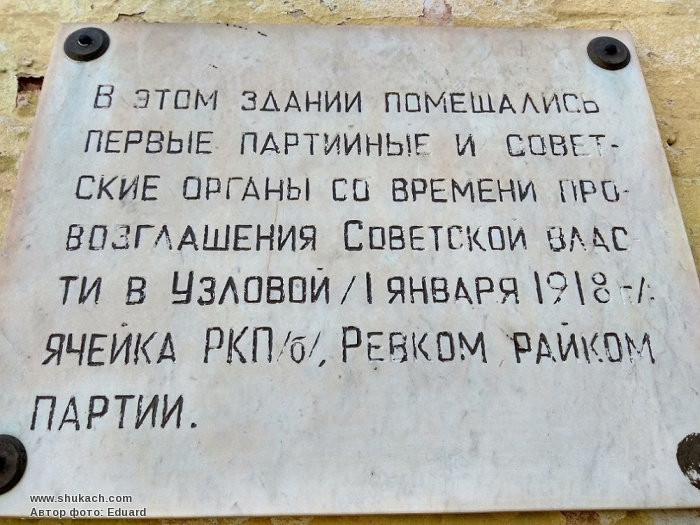 В ЭТОМ ЗДАНИИ ПОМЕЩАЛИСЬ
ПЕРВЫЕ ПАРТИИНЫЕ И СОВЕТ-
СКИЕ ОРГАНЫ СО ВРЕМЕНИ ПРО-
ВОЗГЛАШЕНИЯ СОВЕТСКОЙ ВЛАС-
ТИ В УЗЛОВОЙ /1 ЯНВАРЯ 1918 г/:
ЯЧЕЙКА РКП/б/, РЕВКОМ РАЙКОМ
ПАРТИИ.
www.shukach.com
Автор фото: Eduard